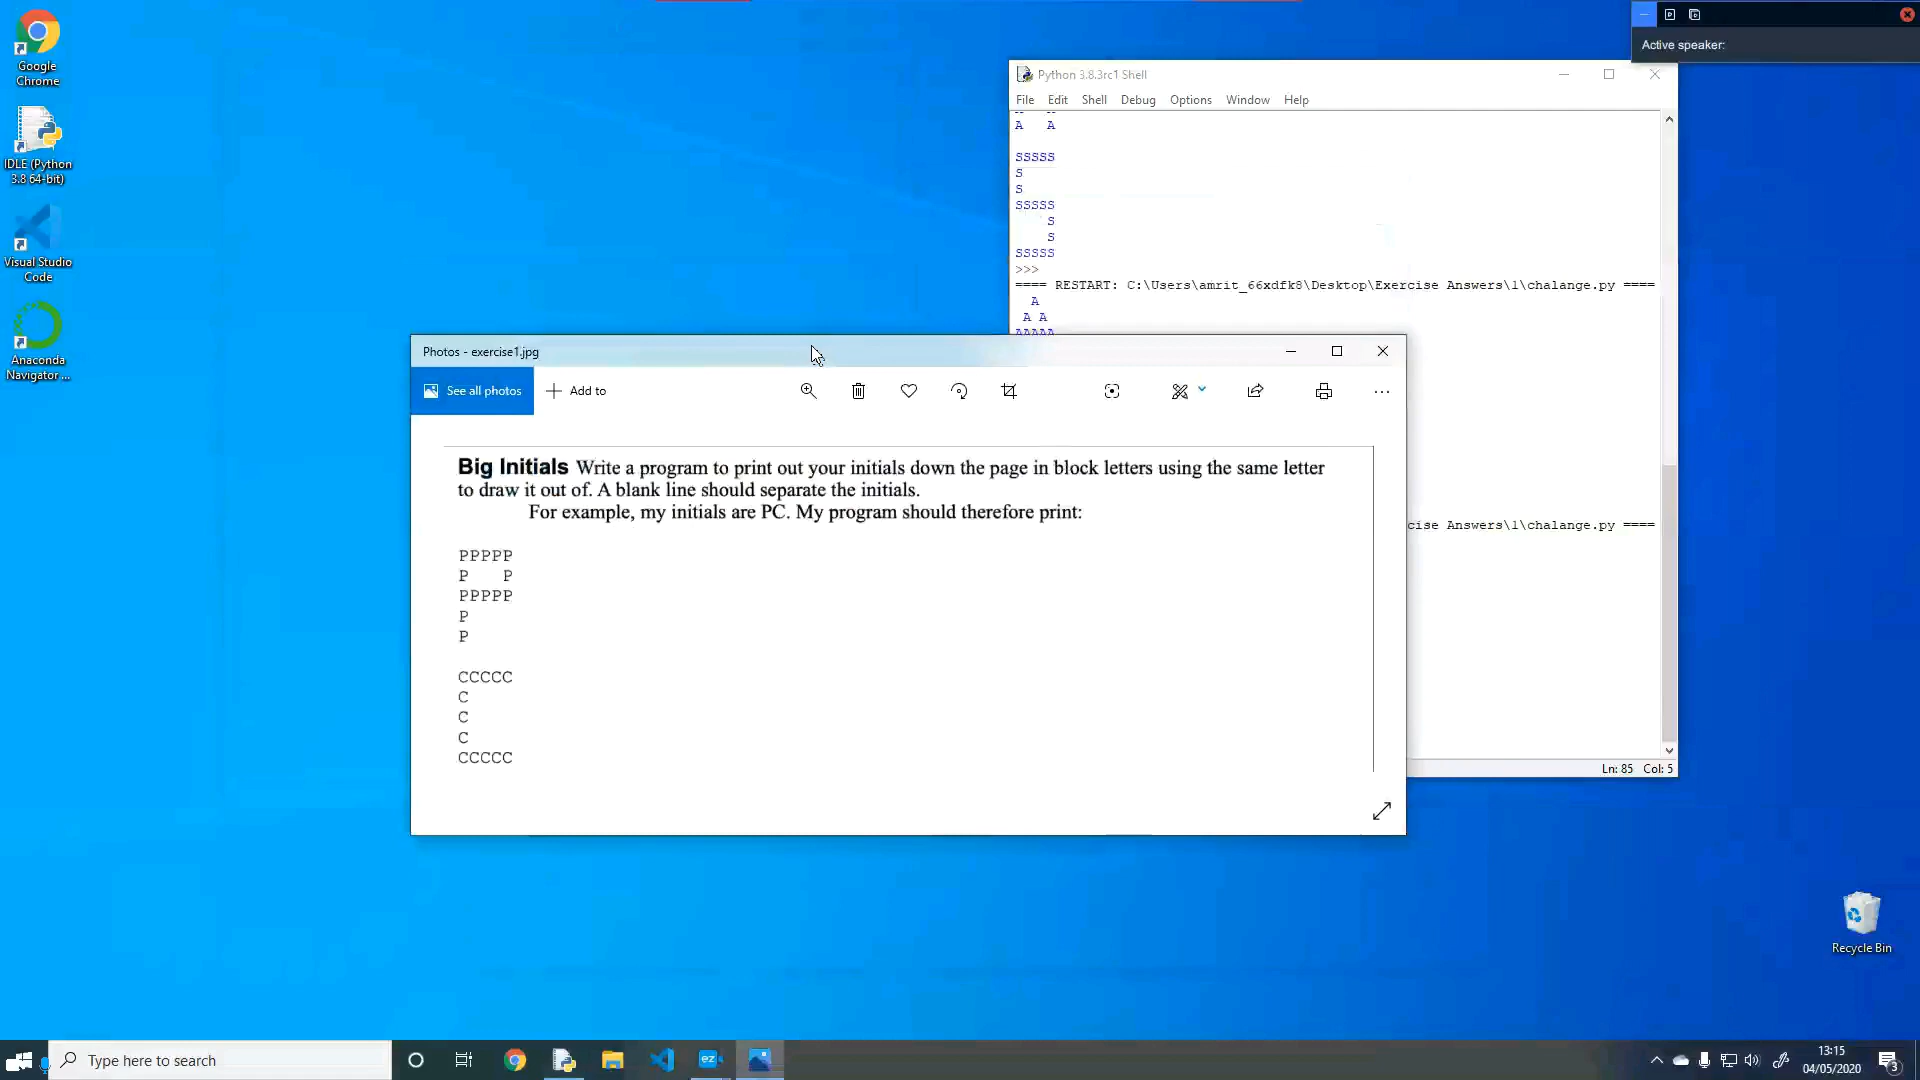 Google
Chrome
IDLE (Python
3.8 64-bit)
Visual Studio
Code
Anaconda
Navigator ...
Active speaker:
Python 3.8.3rc1 Shell
File Edit Shell Debug Options Window Help
A   A
SSSSS
S
S
SSSSS
    S
    S
SSSSS
>>>
==== RESTART: C:\Users\amrit_66xdfk8\Desktop\Exercise Answers\1\chalange.py ====
  A
 A A
AAAAA
cise Answers\1\chalange.py ====
Ln: 85 Col: 5
Photos - exercise1.jpg
See all photos
Add to
Big Initials Write a program to print out your initials down the page in block letters using the same letter
to draw it out of. A blank line should separate the initials.
For example, my initials are PC. My program should therefore print:
PPPPP
P   P
PPPPP
P
P
CCCCC
C
C
C
CCCCC
Recycle Bin
Type here to search
ez
13:15
04/05/2020
3